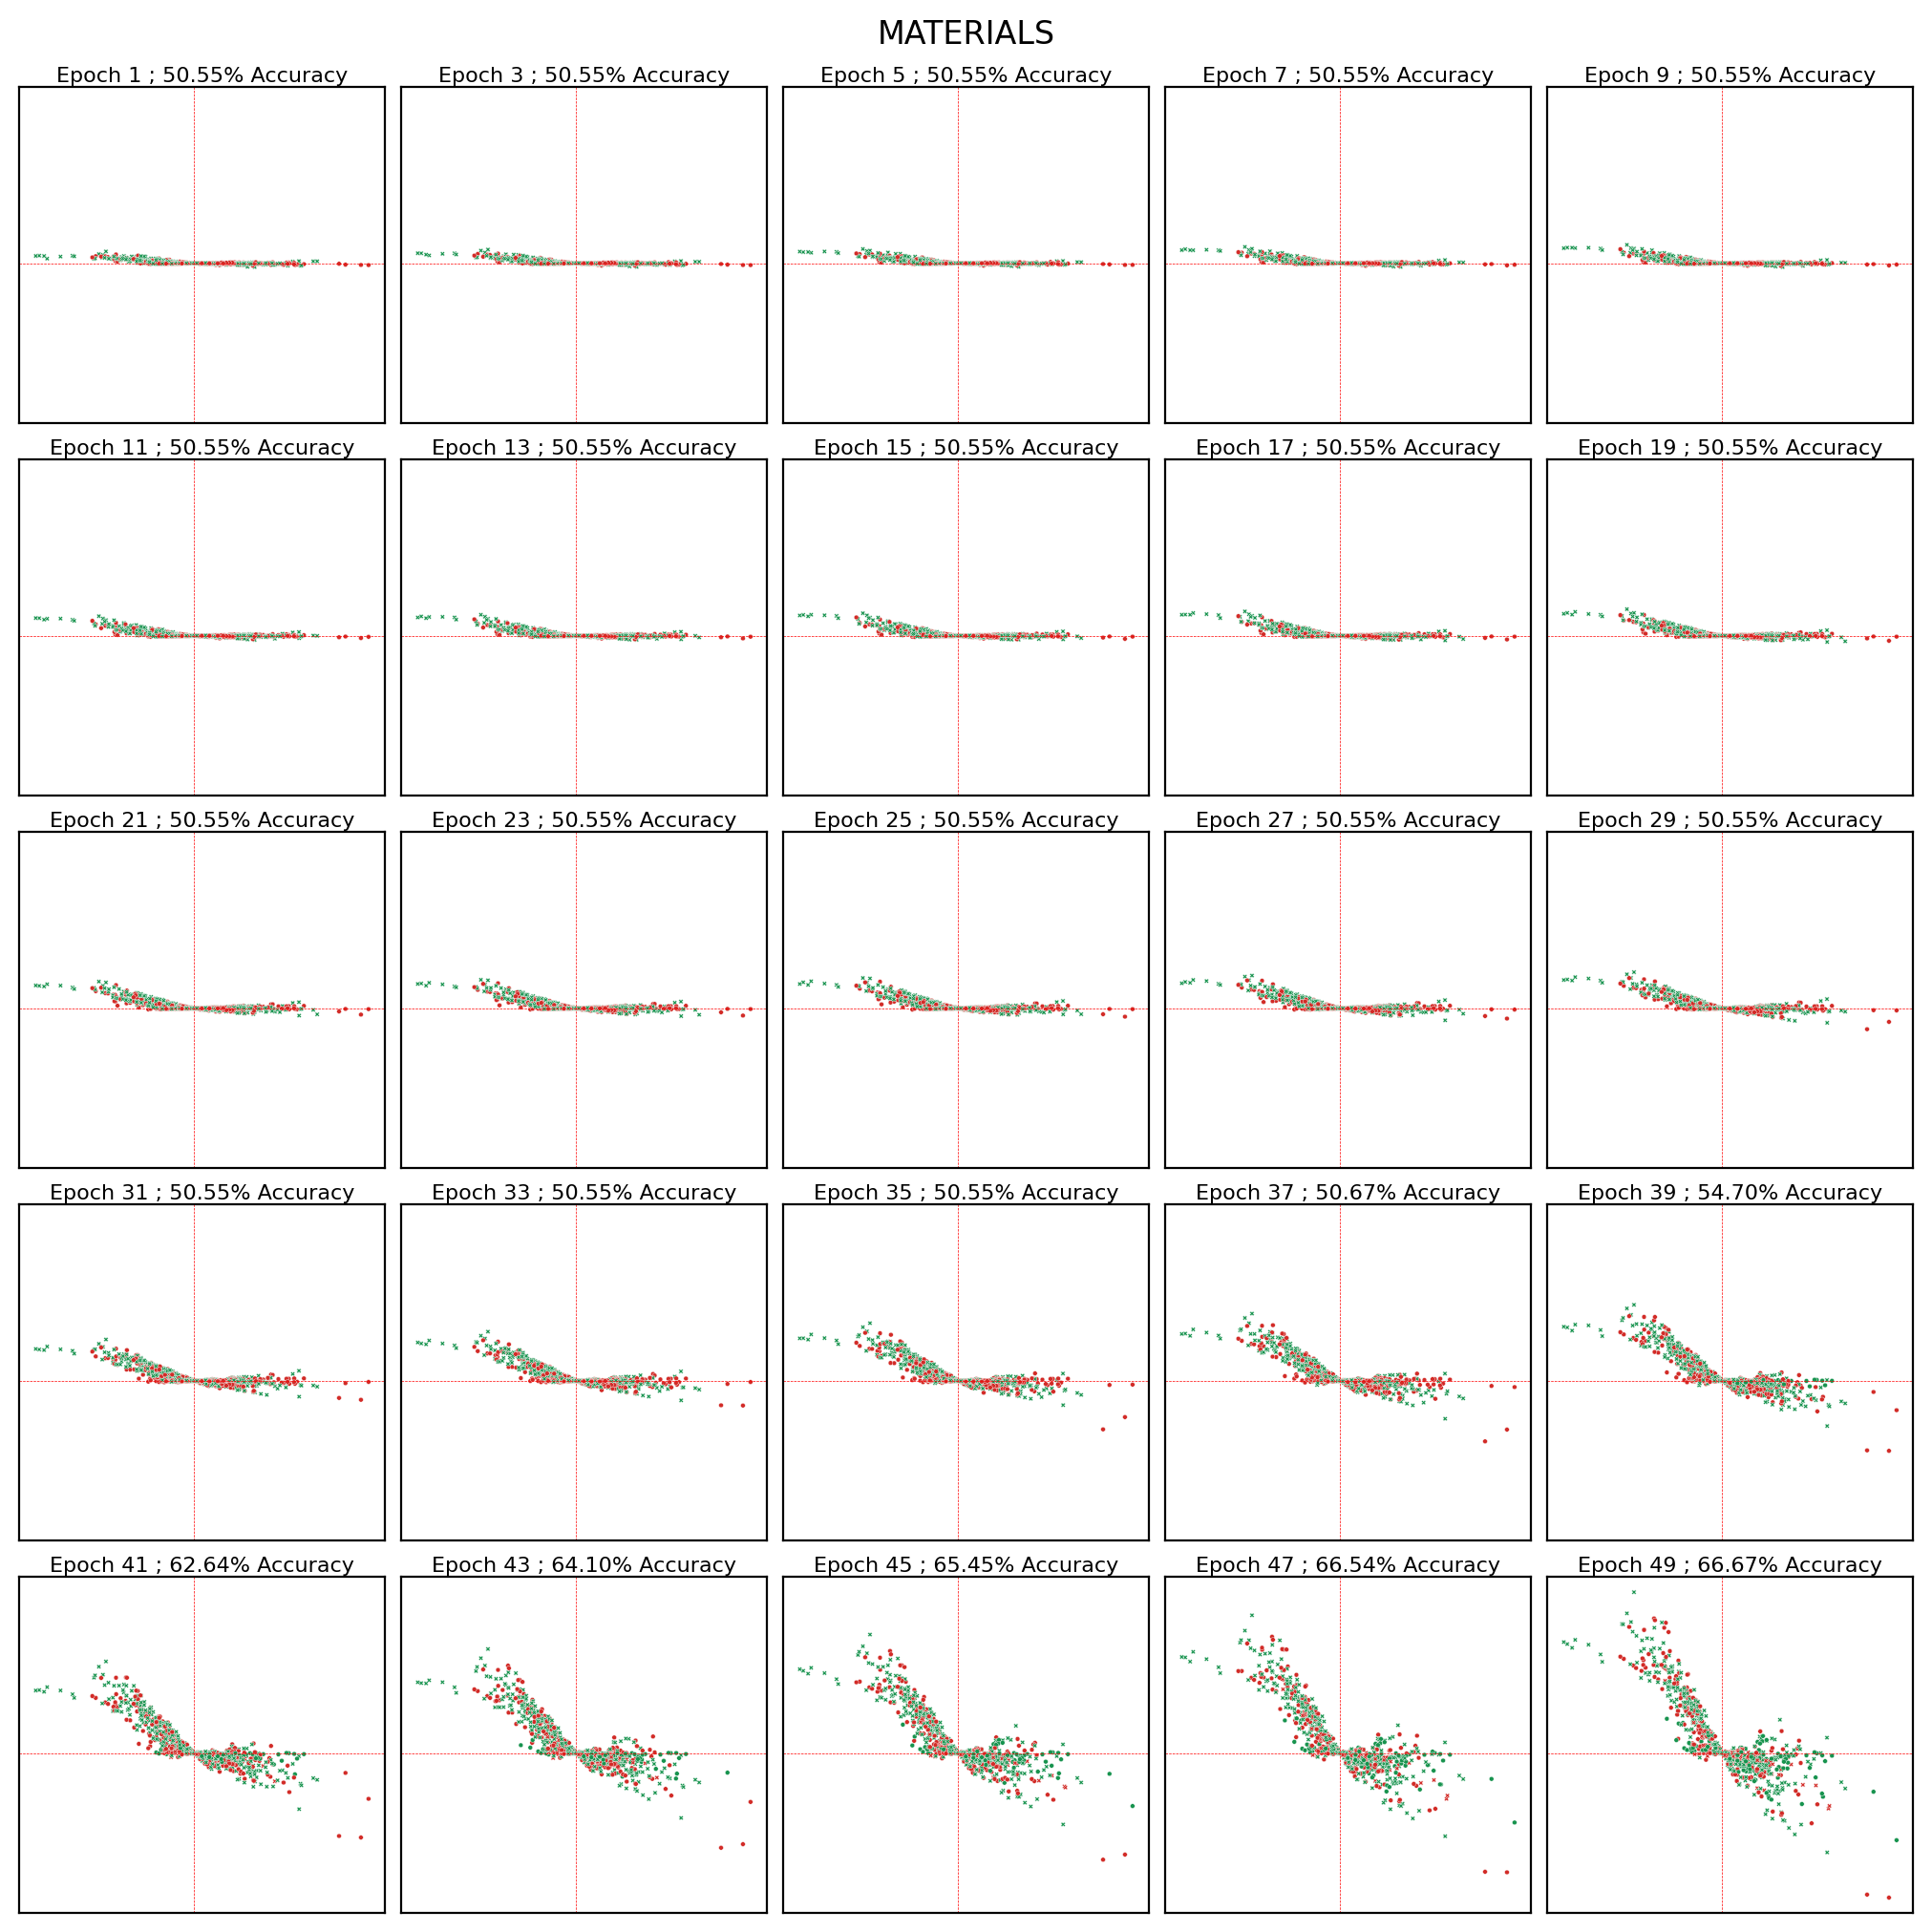 MATERIALS
Epoch 1 ; 50.55% Accuracy
Epoch 3 ; 50.55% Accuracy
Epoch 5 ; 50.55% Accuracy
Epoch 7 ; 50.55% Accuracy
Epoch 9 ; 50.55% Accuracy
Epoch 11 ; 50.55% Accuracy
Epoch 13 ; 50.55% Accuracy
Epoch 15 ; 50.55% Accuracy
Epoch 17 ; 50.55% Accuracy
Epoch 19 ; 50.55% Accuracy
Epoch 21 ; 50.55% Accuracy
Epoch 23 ; 50.55% Accuracy
Epoch 25 ; 50.55% Accuracy
Epoch 27 ; 50.55% Accuracy
Epoch 29 ; 50.55% Accuracy
Epoch 31 ; 50.55% Accuracy
Epoch 33 ; 50.55% Accuracy
Epoch 35 ; 50.55% Accuracy
Epoch 37 ; 50.67% Accuracy
Epoch 39 ; 54.70% Accuracy
Epoch 41 ; 62.64% Accuracy
Epoch 43 ; 64.10% Accuracy
Epoch 45 ; 65.45% Accuracy
Epoch 47 ; 66.54% Accuracy
Epoch 49 ; 66.67% Accuracy